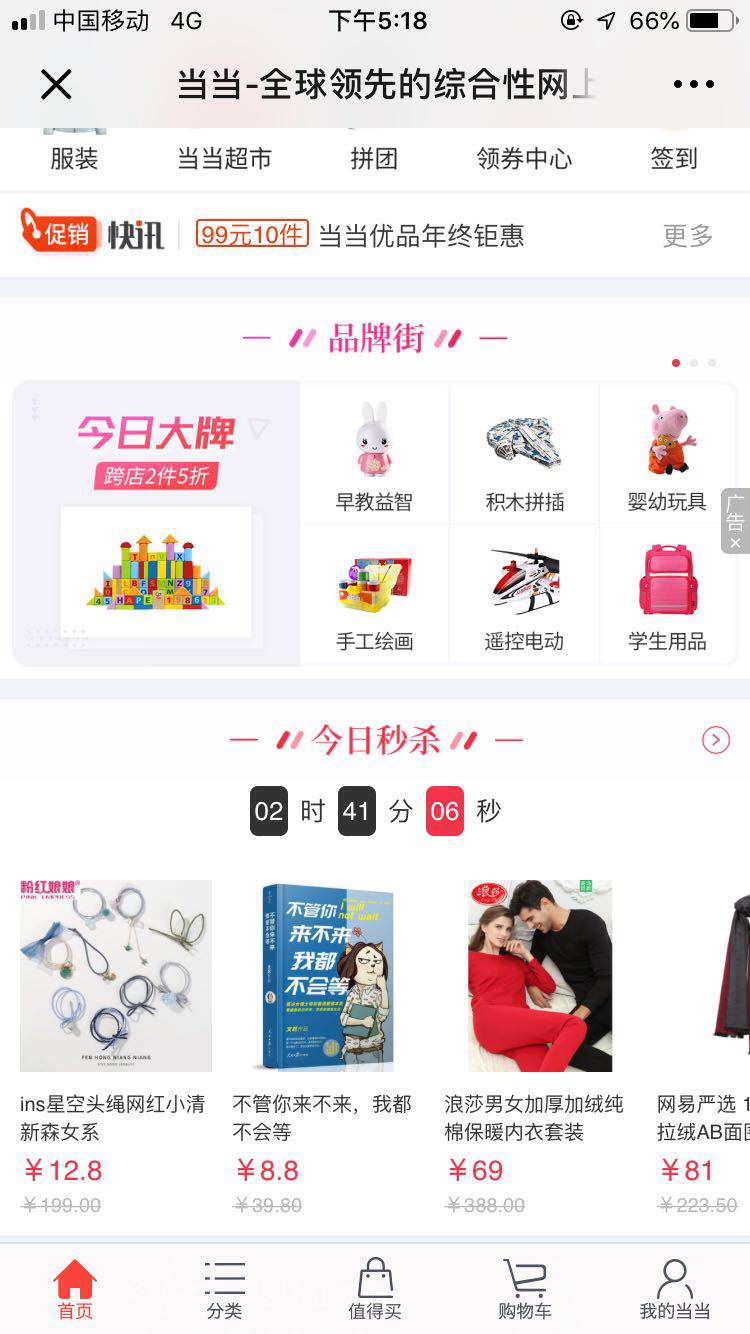 中国移动 4G 下午5:18 66%
当当-全球领先的综合性网上
服装 当当超市 拼团 领券中心 签到
促销 快讯 99元10件 当当优品年终钜惠 更多
品牌街
今日大牌
跨店2件5折
早教益智 积木拼插 婴幼玩具
广告
手工绘画 遥控电动 学生用品
今日秒杀
02 时 41 分 06 秒
粉红娘娘
PINK EMPRESS
FEN HONG NIANG NIANG
不管你
i will
not wait
来不来
我都
不会等
浪莎
ins星空头绳网红小清新森女系
不管你来不来，我都不会等
浪莎男女加厚加绒纯棉保暖内衣套装
网易严选 1
拉绒AB面围
￥12.8 ￥8.8 ￥69 ￥81
￥199.00 ￥39.80 ￥388.00 ￥223.50
首页 分类 值得买 购物车 我的当当